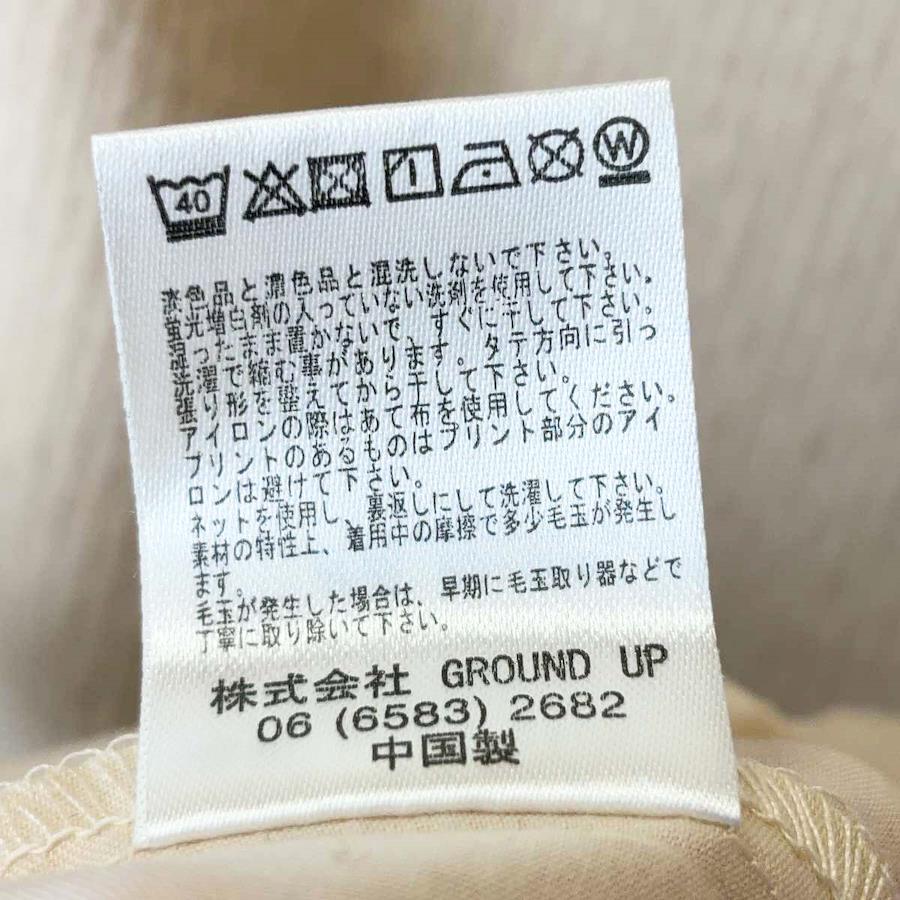 40 W
淡色品と濃色品と混洗しないで下さい。
蛍光増白剤の入っていない洗剤を使用して下さい。
湿ったまま置かないですぐに干して下さい。
洗濯で縮む事があります。タテ方向に引っ
張り形を整えてから干して下さい。
アイロンの際はあて布を使用してください。
プリントのあるものはプリント部分のアイ
ロンは避けて下さい。
ネットを使用し、裏返しにして洗濯して下さい。
素材の特性上、着用中の摩擦で多少毛玉が発生し
ます。
毛玉が発生した場合は、早期に毛玉取り器などで
丁寧に取り除いて下さい。
株式会社 GROUND UP
06 (6583) 2682
中国製